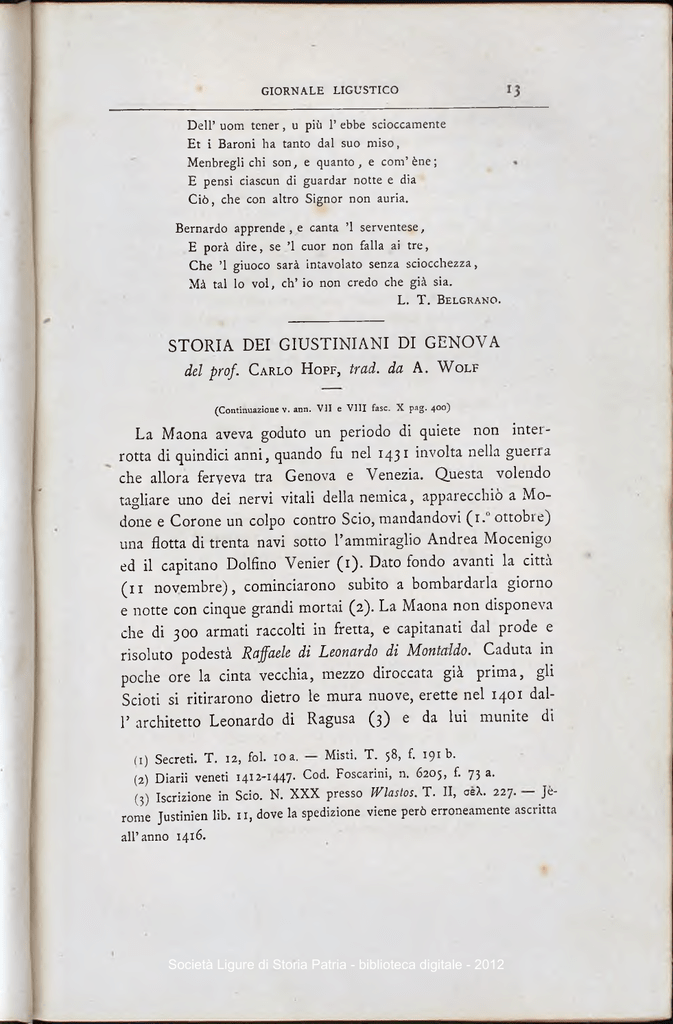 GIORNALE LIGUSTICO 13
Dell' uom tener, u più l' ebbe scioccamente
Et i Baroni ha tanto dal suo miso,
Menbregli chi son, e quanto, e com' ène;
E pensi ciascun di guardar notte e dia
Ciò, che con altro Signor non auria.
Bernardo apprende, e canta 'l serventese,
E porà dire, se 'l cuor non falla ai tre,
Che 'l giuoco sarà intavolato senza sciocchezza,
Mà tal lo vol, ch' io non credo che già sia.
L. T. BELGRANO.
STORIA DEI GIUSTINIANI DI GENOVA
del prof. CARLO HOPF, trad. da A. WOLF
(Continuazione v. ann. VII e VIII fasc. X pag. 400)
La Maona aveva goduto un periodo di quiete non inter-
rotta di quindici anni, quando fu nel 1431 involta nella guerra
che allora ferveva tra Genova e Venezia. Questa volendo
tagliare uno dei nervi vitali della nemica, apparecchiò a Mo-
done e Corone un colpo contro Scio, mandandovi (1.° ottobre)
una flotta di trenta navi sotto l'ammiraglio Andrea Mocenigo
ed il capitano Dolfino Venier (1). Dato fondo avanti la città
(11 novembre), cominciarono subito a bombardarla giorno
e notte con cinque grandi mortai (2). La Maona non disponeva
che di 300 armati raccolti in fretta, e capitanati dal prode e
risoluto podestà Raffaele di Leonardo di Montaldo. Caduta in
poche ore la cinta vecchia, mezzo diroccata già prima, gli
Scioti si ritirarono dietro le mura nuove, erette nel 1401 dal-
l' architetto Leonardo di Ragusa (3) e da lui munite di
(1) Secreti. T. 12, fol. 10 a. — Misti. T. 58, f. 191 b.
(2) Diarii veneti 1412-1447. Cod. Foscarini, n. 6205, f. 73 a.
(3) Iscrizione in Scio. N. XXX presso Wlastos. T. II, σελ. 227. — Jè-
rome Justinien lib. 11, dove la spedizione viene però erroneamente ascritta
all' anno 1416.
Società Ligure di Storia Patria - biblioteca digitale - 2012